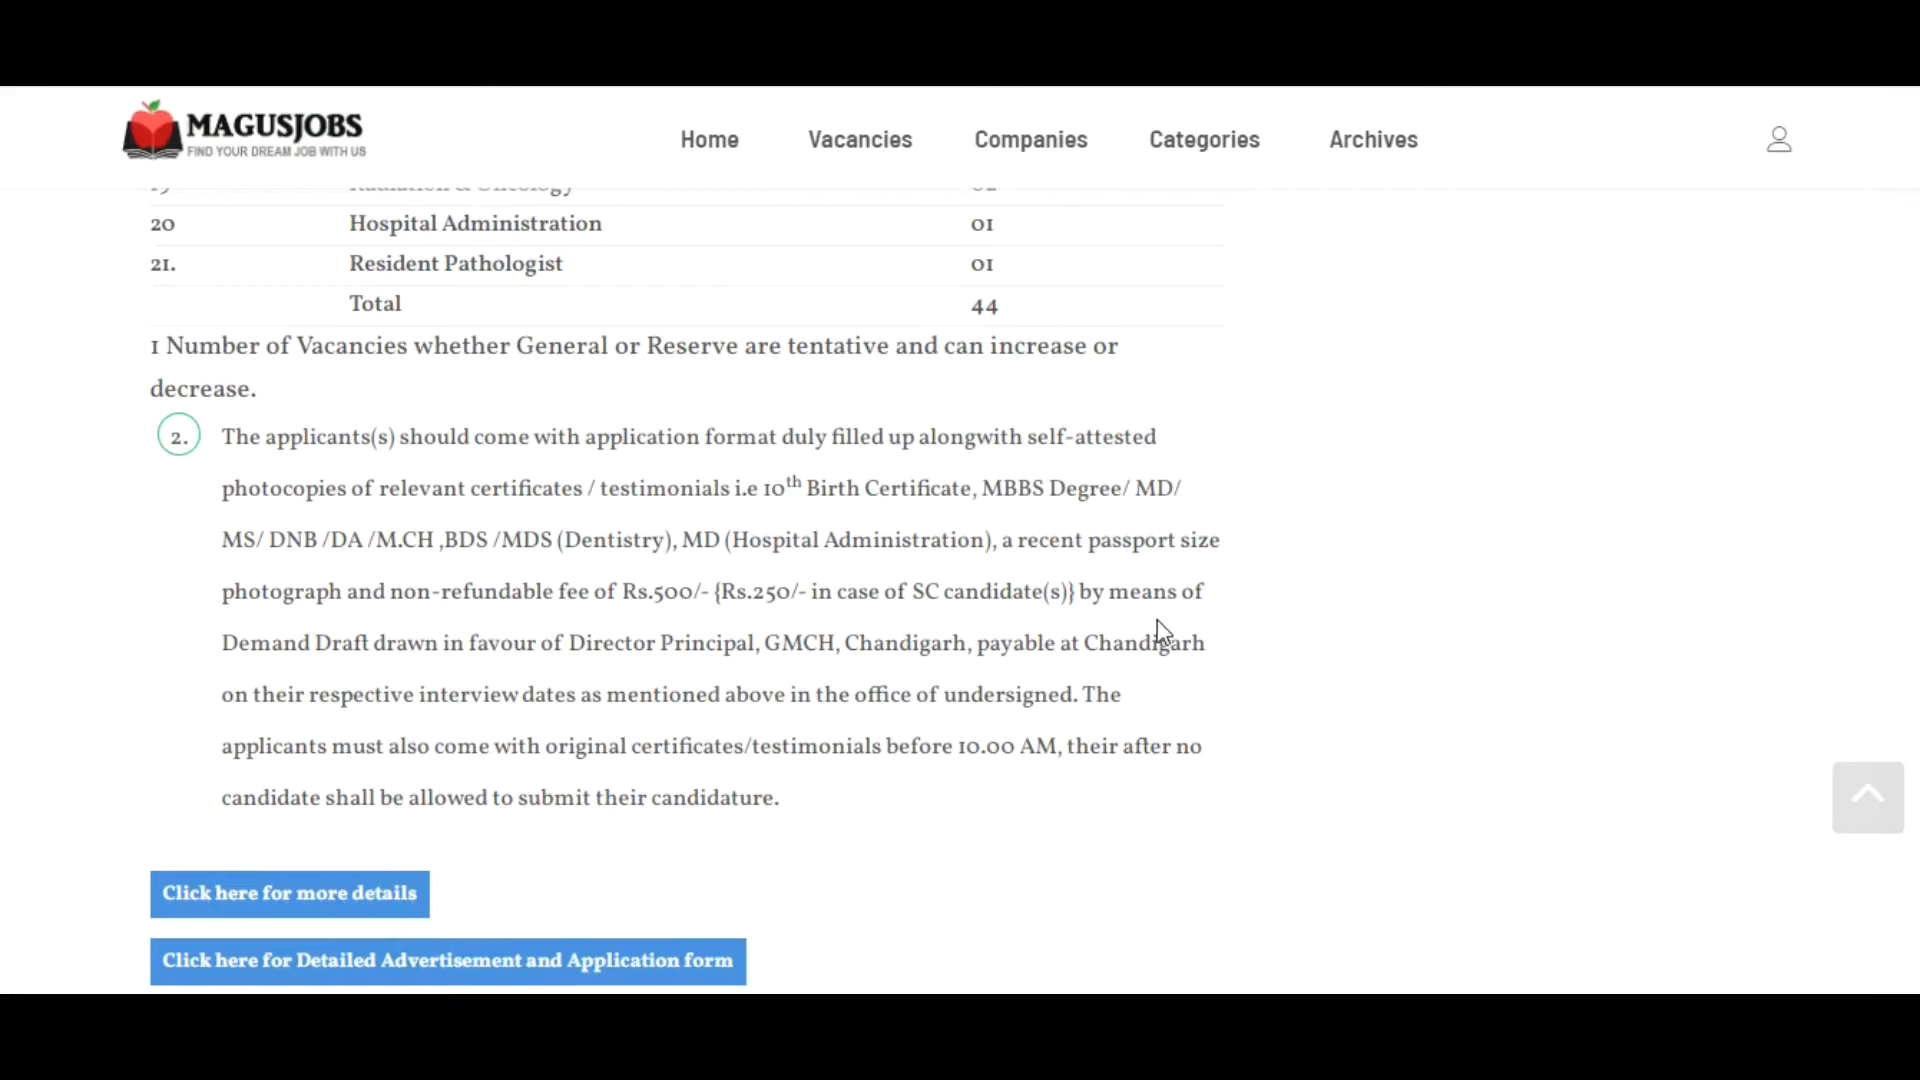 MAGUSJOBS
FIND YOUR DREAM JOB WITH US
Home Vacancies Companies Categories Archives
20 Hospital Administration 01
21. Resident Pathologist 01
Total 44
1 Number of Vacancies whether General or Reserve are tentative and can increase or
decrease.
2. The applicants(s) should come with application format duly filled up alongwith self-attested
photocopies of relevant certificates / testimonials i.e 10th Birth Certificate, MBBS Degree/ MD/
MS/ DNB /DA /M.CH ,BDS /MDS (Dentistry), MD (Hospital Administration), a recent passport size
photograph and non-refundable fee of Rs.500/- {Rs.250/- in case of SC candidate(s)} by means of
Demand Draft drawn in favour of Director Principal, GMCH, Chandigarh, payable at Chandigarh
on their respective interview dates as mentioned above in the office of undersigned. The
applicants must also come with original certificates/testimonials before 10.00 AM, their after no
candidate shall be allowed to submit their candidature.
Click here for more details
Click here for Detailed Advertisement and Application form